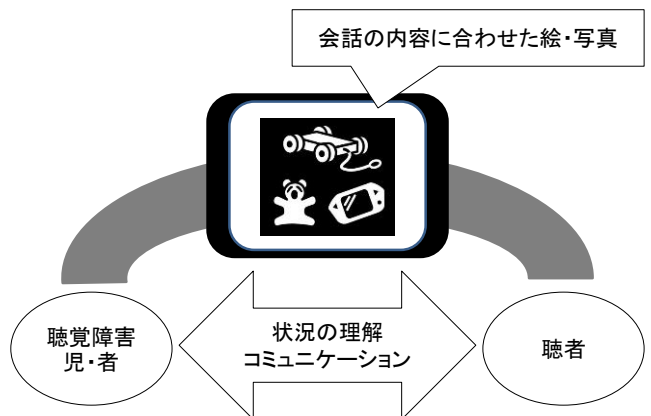 会話の内容に合わせた絵・写真
聴覚障害
児・者
状況の理解
コミュニケーション
聴者